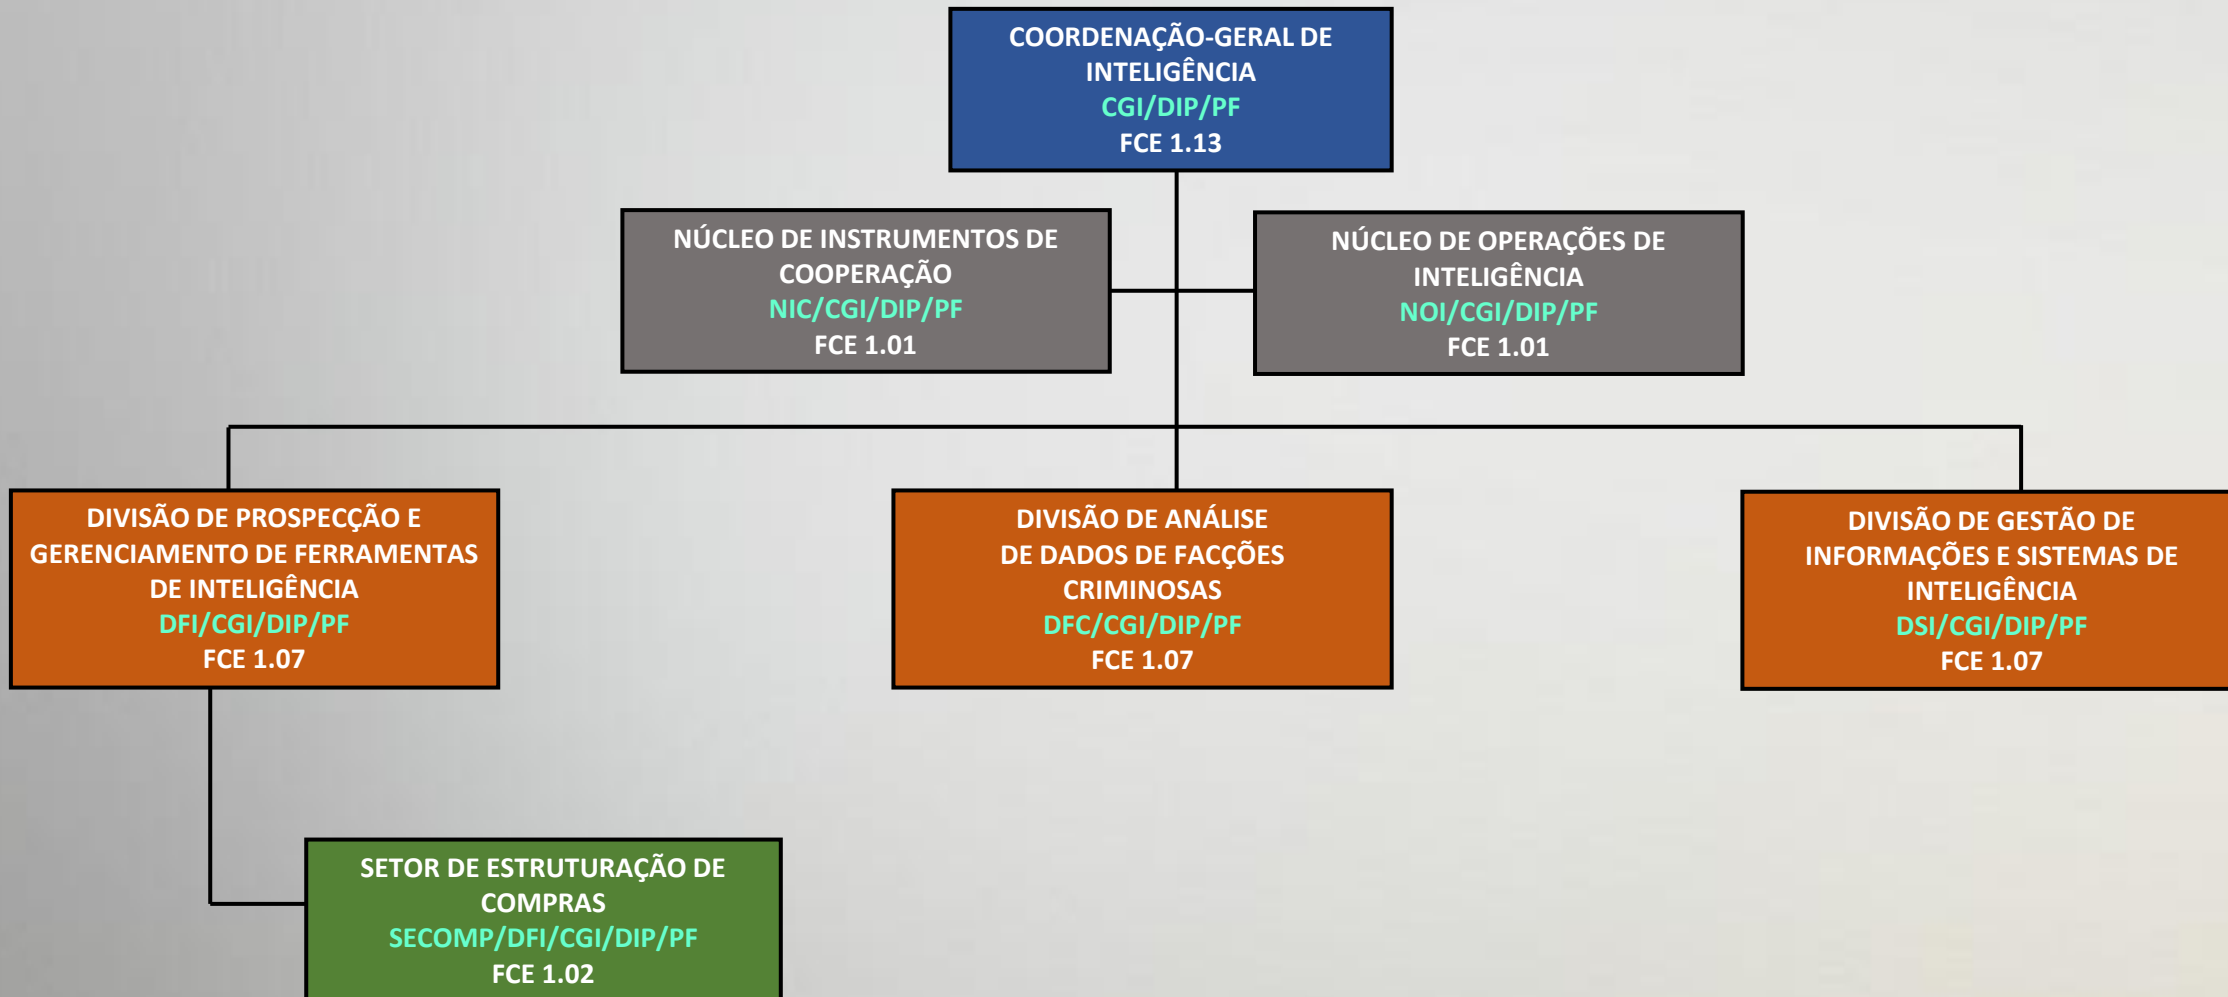 COORDENAÇÃO-GERAL DE
INTELIGÊNCIA
CGI/DIP/PF
FCE 1.13
NÚCLEO DE INSTRUMENTOS DE
COOPERAÇÃO
NIC/CGI/DIP/PF
FCE 1.01
NÚCLEO DE OPERAÇÕES DE
INTELIGÊNCIA
NOI/CGI/DIP/PF
FCE 1.01
DIVISÃO DE PROSPECÇÃO E
GERENCIAMENTO DE FERRAMENTAS
DE INTELIGÊNCIA
DFI/CGI/DIP/PF
FCE 1.07
DIVISÃO DE ANÁLISE
DE DADOS DE FACÇÕES
CRIMINOSAS
DFC/CGI/DIP/PF
FCE 1.07
DIVISÃO DE GESTÃO DE
INFORMAÇÕES E SISTEMAS DE
INTELIGÊNCIA
DSI/CGI/DIP/PF
FCE 1.07
SETOR DE ESTRUTURAÇÃO DE
COMPRAS
SECOMP/DFI/CGI/DIP/PF
FCE 1.02